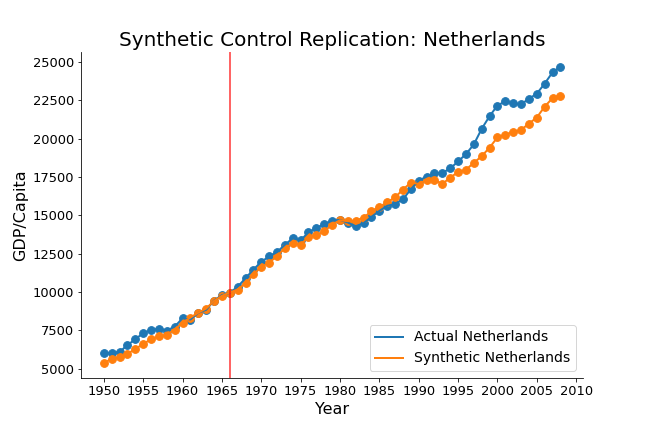 Synthetic Control Replication: Netherlands
GDP/Capita
25000
22500
20000
17500
15000
12500
10000
7500
5000
Actual Netherlands
Synthetic Netherlands
1950 1955 1960 1965 1970 1975 1980 1985 1990 1995 2000 2005 2010
Year